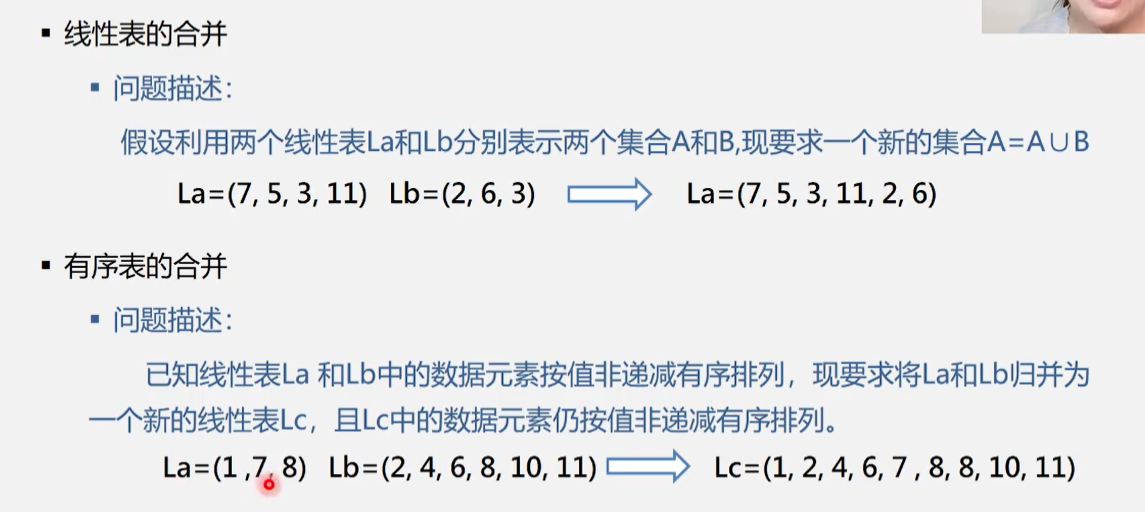 ▪ 线性表的合并
▪ 问题描述：
假设利用两个线性表La和Lb分别表示两个集合A和B,现要求一个新的集合A=A∪B
La=(7, 5, 3, 11) Lb=(2, 6, 3) La=(7, 5, 3, 11, 2, 6)
▪ 有序表的合并
▪ 问题描述：
已知线性表La 和Lb中的数据元素按值非递减有序排列，现要求将La和Lb归并为
一个新的线性表Lc，且Lc中的数据元素仍按值非递减有序排列。
La=(1 ,7, 8) Lb=(2, 4, 6, 8, 10, 11) Lc=(1, 2, 4, 6, 7 , 8, 8, 10, 11)